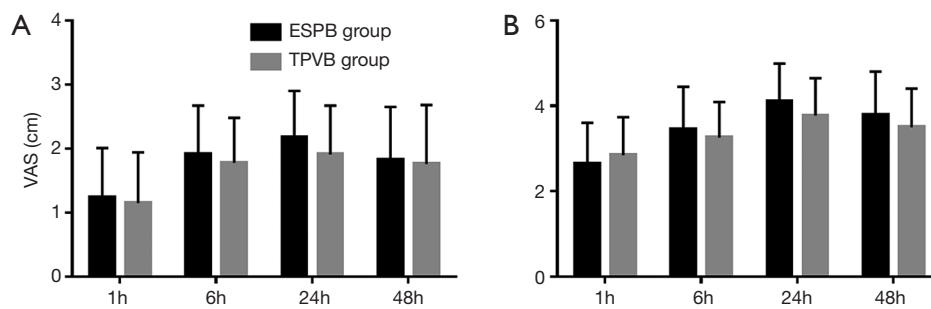 A
B
ESPB group
TPVB group
VAS (cm)
4
3
2
1
0
1h
6h
24h
48h
6
4
2
0
1h
6h
24h
48h